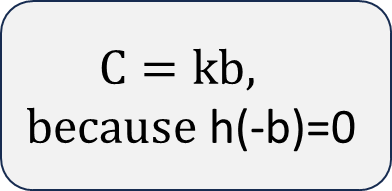 C = kb,
because h(-b)=0